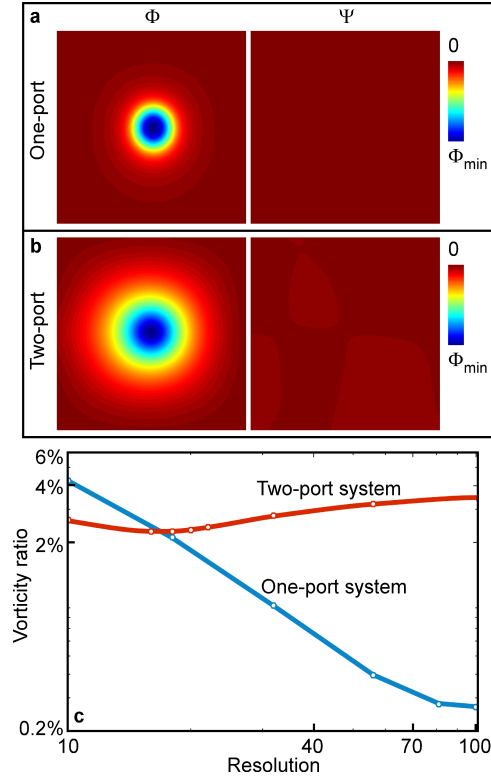 a
Φ
Ψ
One-port
0
Φmin
b
Two-port
0
Φmin
6%
4%
2%
0.2%
Vorticity ratio
Two-port system
One-port system
c
10
40
70
100
Resolution